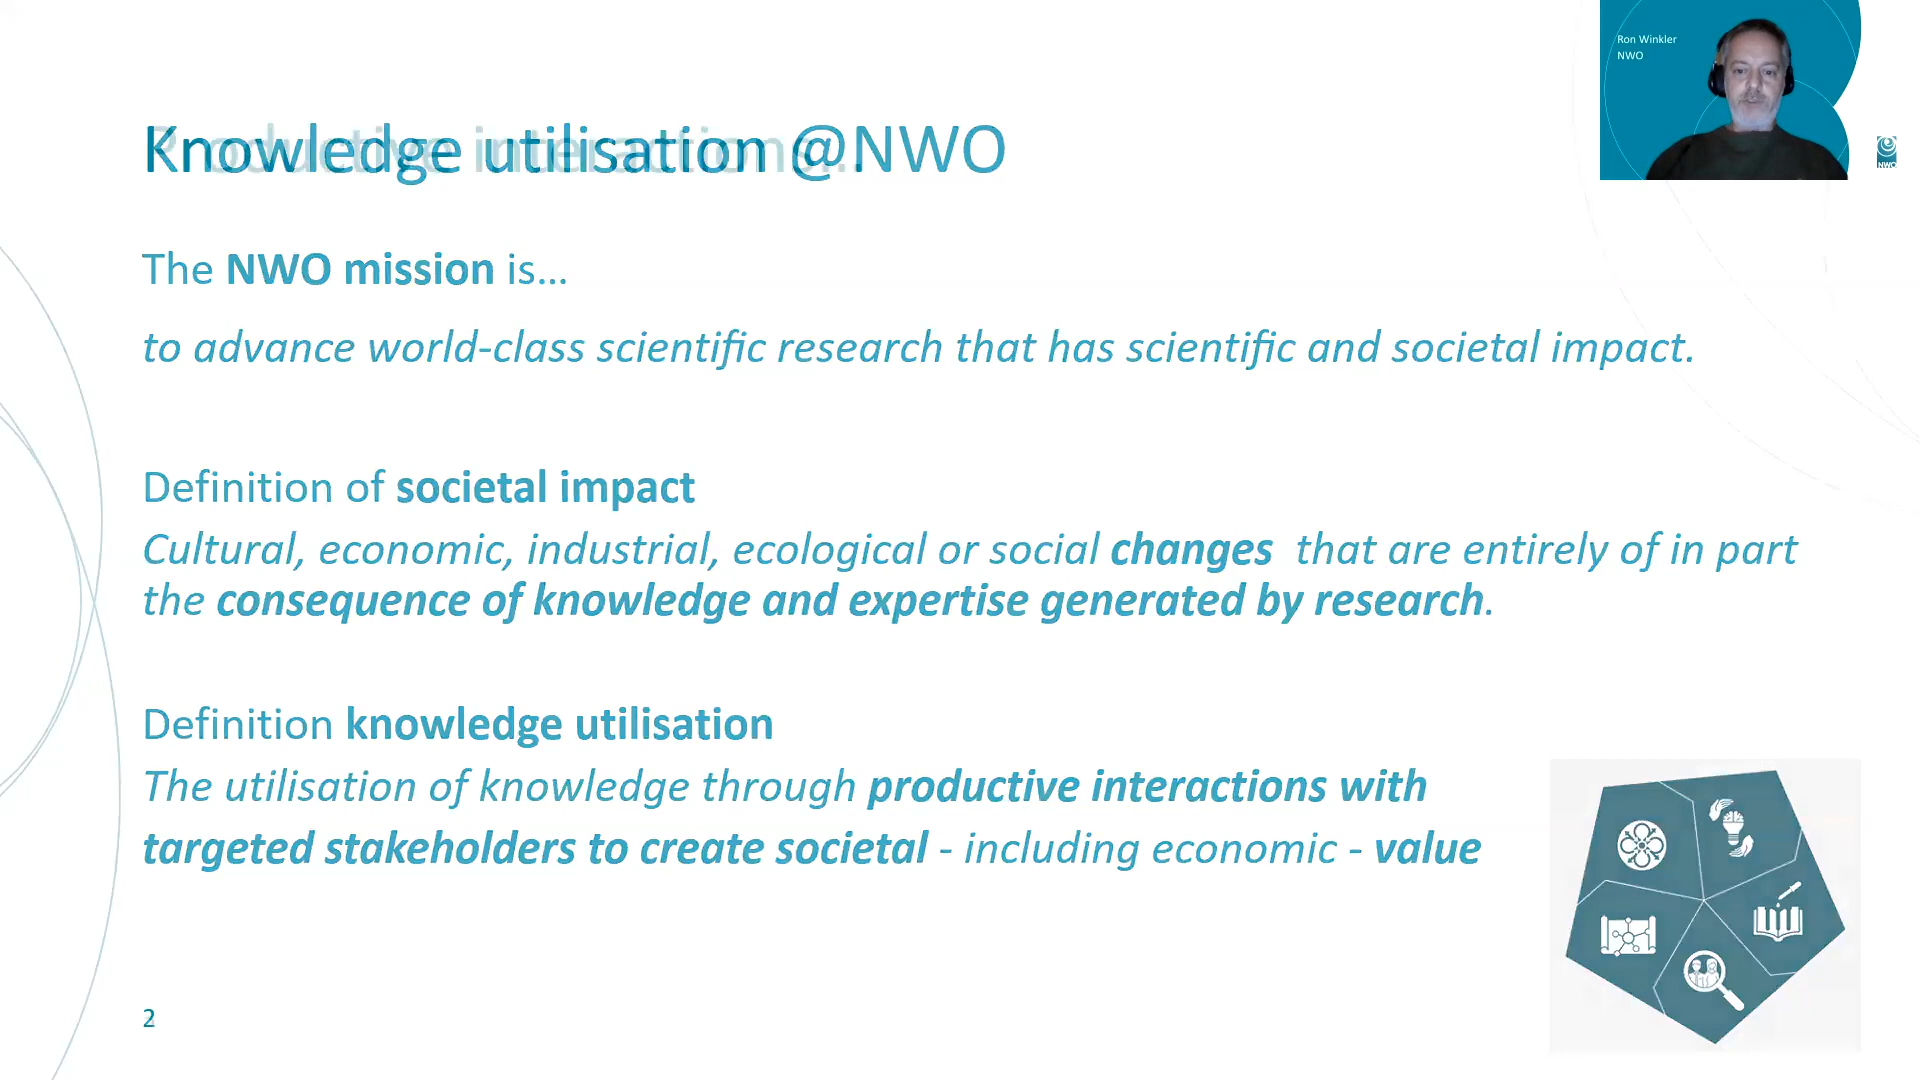 Ron Winkler
NWO
Knowledge utilisation @NWO
Productive interactions...
NWO
The NWO mission is...
to advance world-class scientific research that has scientific and societal impact.
Definition of societal impact
Cultural, economic, industrial, ecological or social changes that are entirely of in part
the consequence of knowledge and expertise generated by research.
Definition knowledge utilisation
The utilisation of knowledge through productive interactions with
targeted stakeholders to create societal - including economic - value
2